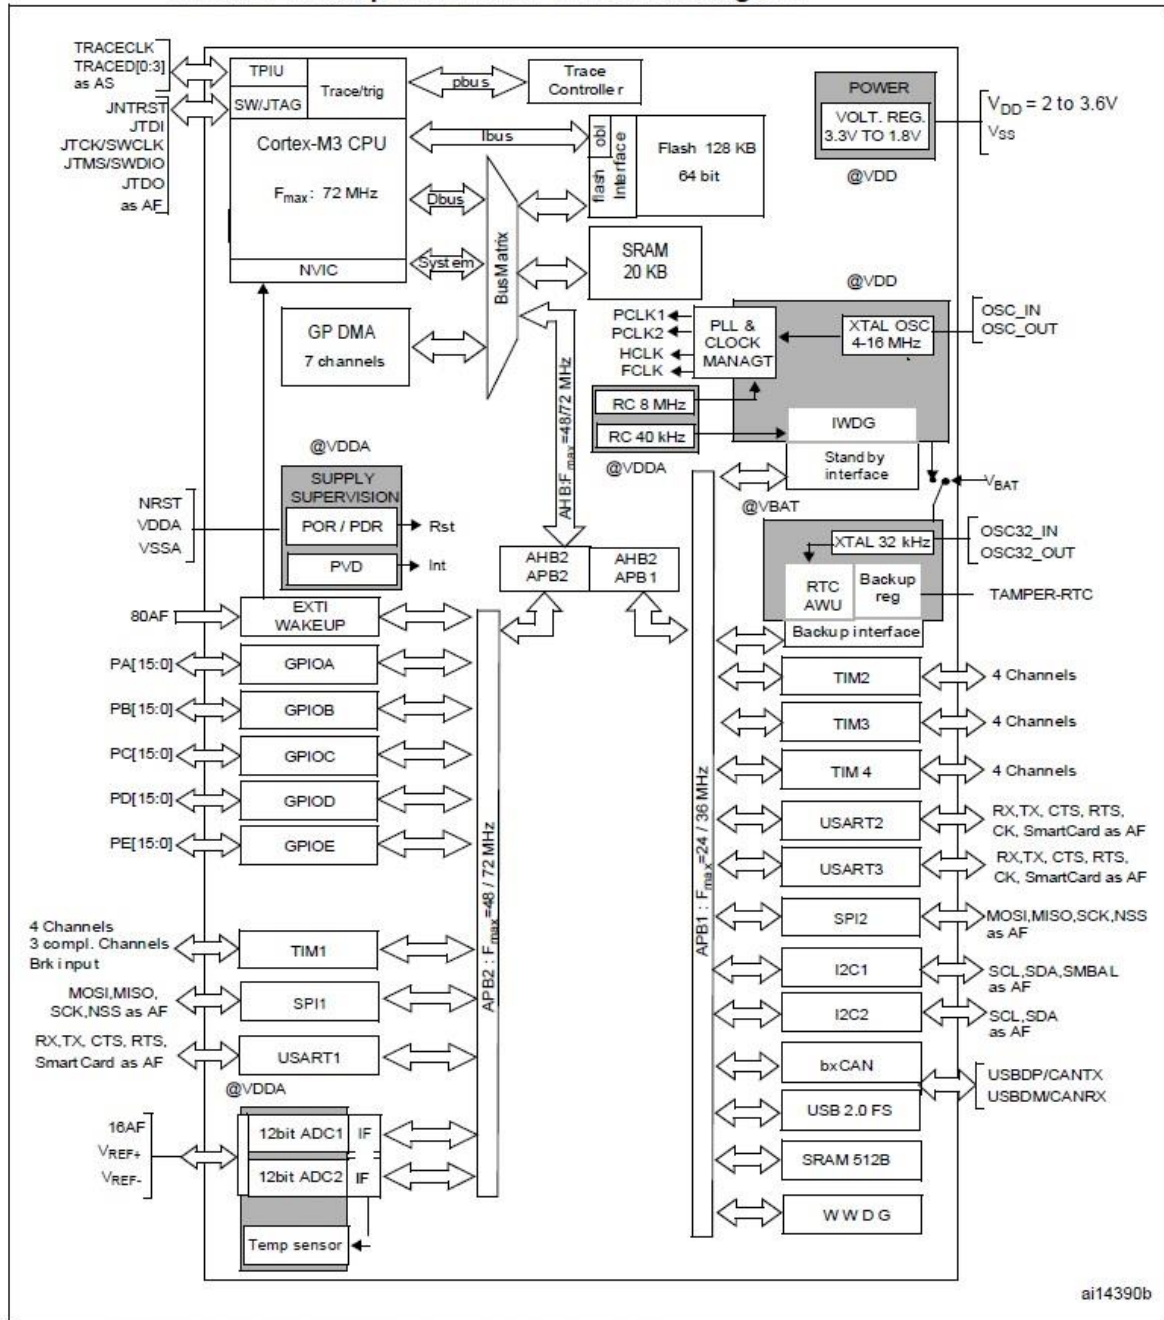 TRACECLK
TRACED[0:3]
as AS
JNTRST
JTDI
JTCK/SWCLK
JTMS/SWDIO
JTDO
as AF
TPIU
SW/JTAG
Trace/trig
Cortex-M3 CPU
Fmax: 72 MHz
NVIC
pbus
Trace
Controller
Ibus
Dbus
System
BusMatrix
flash obl
Interface
Flash 128 KB
64 bit
SRAM
20 KB
POWER
VOLT. REG.
3.3V TO 1.8V
@VDD
VDD = 2 to 3.6V
VSS
GP DMA
7 channels
AHB:Fmax=48/72 MHz
@VDD
PCLK1
PCLK2
HCLK
FCLK
PLL &
CLOCK
MANAGT
XTAL OSC
4-16 MHz
OSC_IN
OSC_OUT
RC 8 MHz
RC 40 kHz
@VDDA
IWDG
Standby
interface
VBAT
@VBAT
@VDDA
SUPPLY
SUPERVISION
POR / PDR
PVD
Rst
Int
NRST
VDDA
VSSA
AHB2
APB2
AHB2
APB1
XTAL 32 kHz
OSC32_IN
OSC32_OUT
RTC
AWU
Backup
reg
TAMPER-RTC
Backup interface
80AF
EXTI
WAKEUP
PA[15:0]
GPIOA
PB[15:0]
GPIOB
PC[15:0]
GPIOC
PD[15:0]
GPIOD
PE[15:0]
GPIOE
4 Channels
3 compl. Channels
Brk input
TIM1
MOSI,MISO,
SCK,NSS as AF
SPI1
RX,TX, CTS, RTS,
SmartCard as AF
USART1
@VDDA
16AF
VREF+
VREF-
12bit ADC1 IF
12bit ADC2 IF
Temp sensor
APB2 : Fmax=48 / 72 MHz
APB1 : Fmax=24 / 36 MHz
TIM2
4 Channels
TIM3
4 Channels
TIM 4
4 Channels
USART2
RX,TX, CTS, RTS,
CK, SmartCard as AF
USART3
RX,TX, CTS, RTS,
CK, SmartCard as AF
SPI2
MOSI,MISO,SCK,NSS
as AF
I2C1
SCL,SDA,SMBAL
as AF
I2C2
SCL,SDA
as AF
bxCAN
USBDP/CANTX
USBDM/CANRX
USB 2.0 FS
SRAM 512B
W W D G
ai14390b